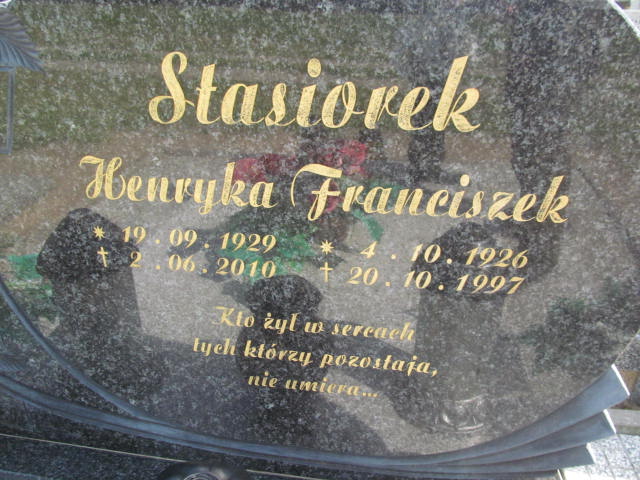 Stasiorek
Henryka Franciszek
* 19.09.1929 * 4.10.1926
† 2.06.2010 † 20.10.1997
Kto żył w sercach
tych którzy pozostają,
nie umiera...